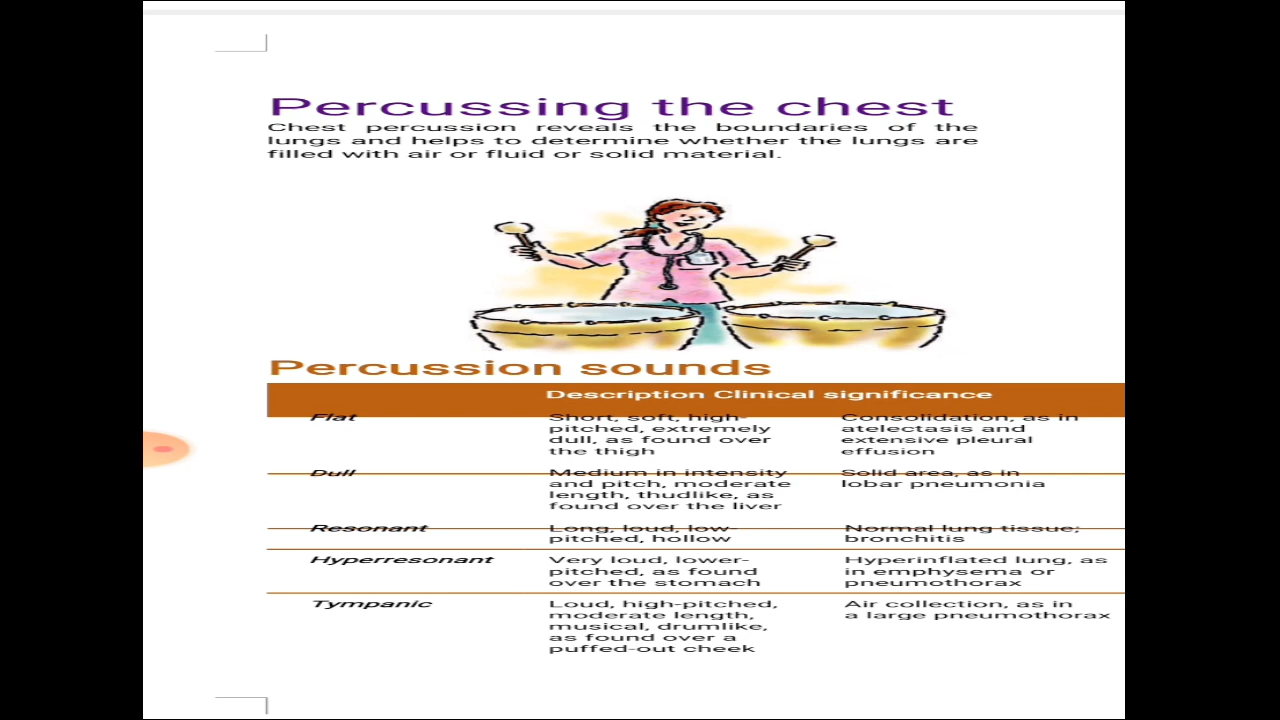 Percussing the chest
Chest percussion reveals the boundaries of the
lungs and helps to determine whether the lungs are
filled with air or fluid or solid material.
Percussion sounds
Description Clinical significance
Flat Short, soft, high- Consolidation, as in
pitched, extremely atelectasis and
dull, as found over extensive pleural
the thigh effusion
Dull Medium in intensity Solid area, as in
and pitch, moderate lobar pneumonia
length, thudlike, as
found over the liver
Resonant Long, loud, low- Normal lung tissue;
pitched, hollow bronchitis
Hyperresonant Very loud, lower- Hyperinflated lung, as
pitched, as found in emphysema or
over the stomach pneumothorax
Tympanic Loud, high-pitched, Air collection, as in
moderate length, a large pneumothorax
musical, drumlike,
as found over a
puffed-out cheek